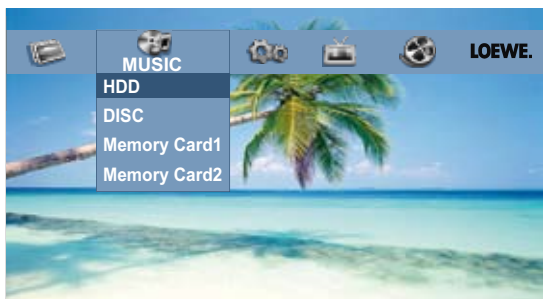 MUSIC
LOEWE.
HDD
DISC
Memory Card1
Memory Card2